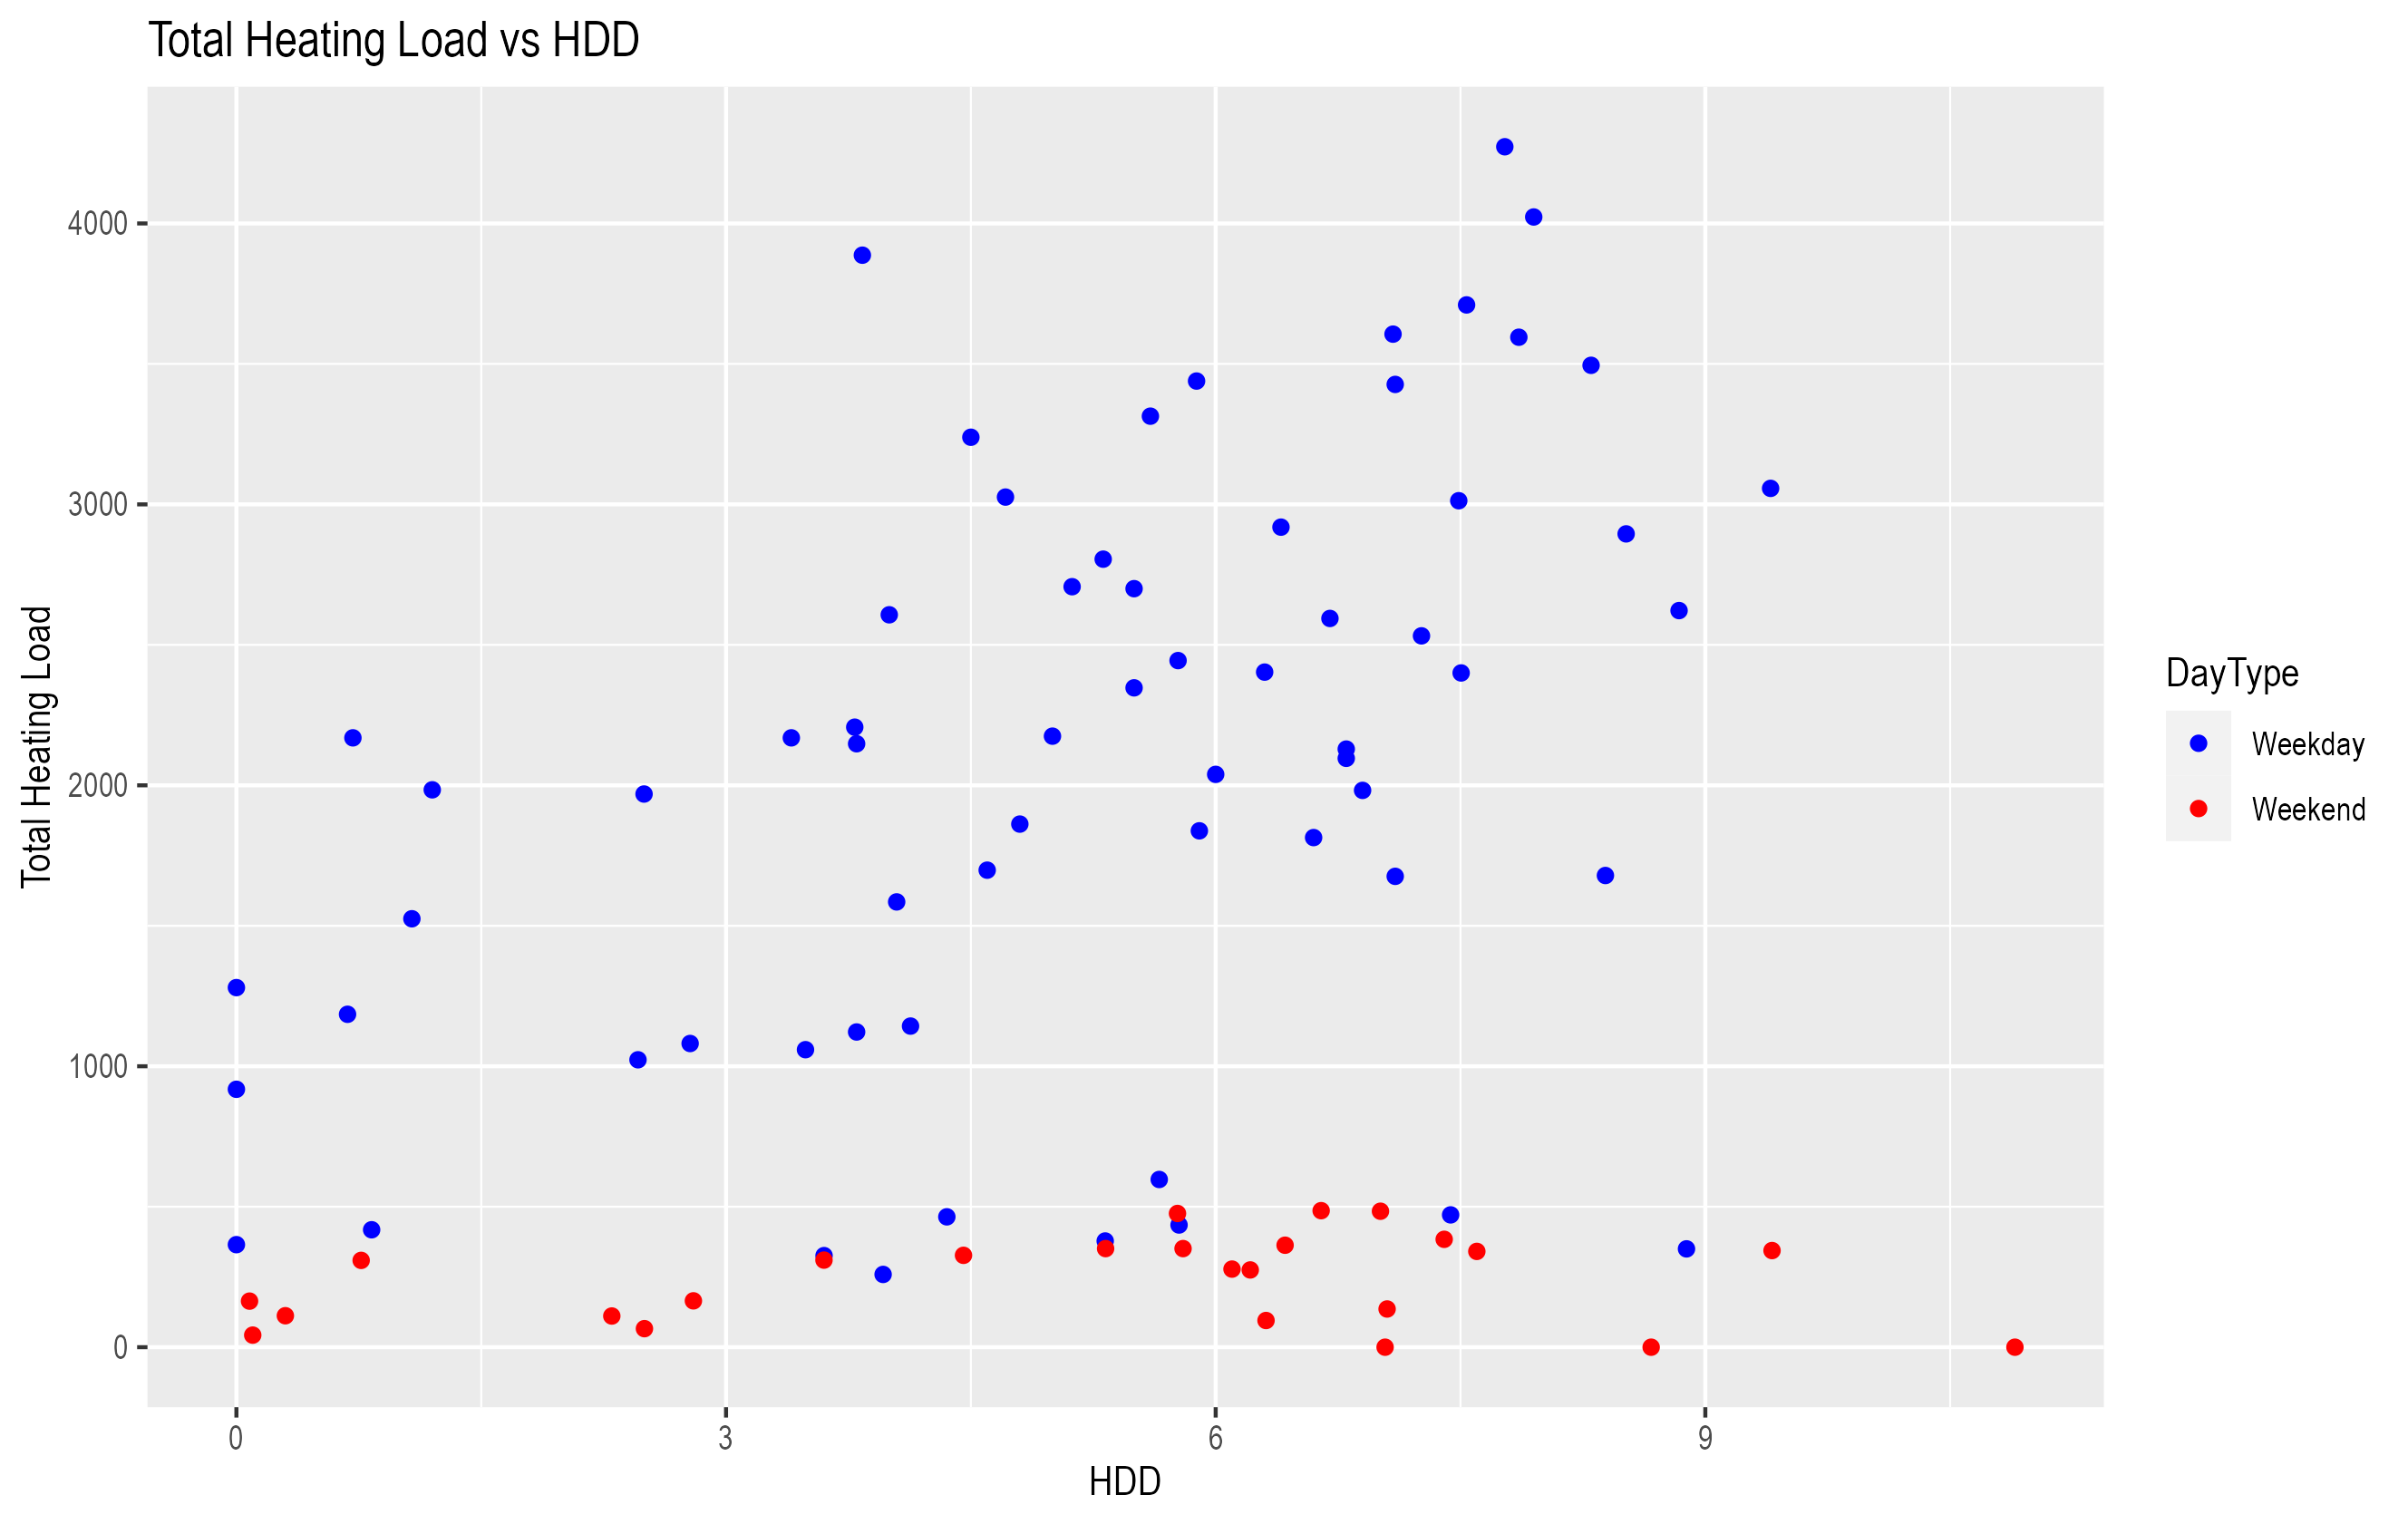 Total Heating Load vs HDD
Total Heating Load
4000
3000
2000
1000
0
0 3 6 9
HDD
DayType
Weekday
Weekend